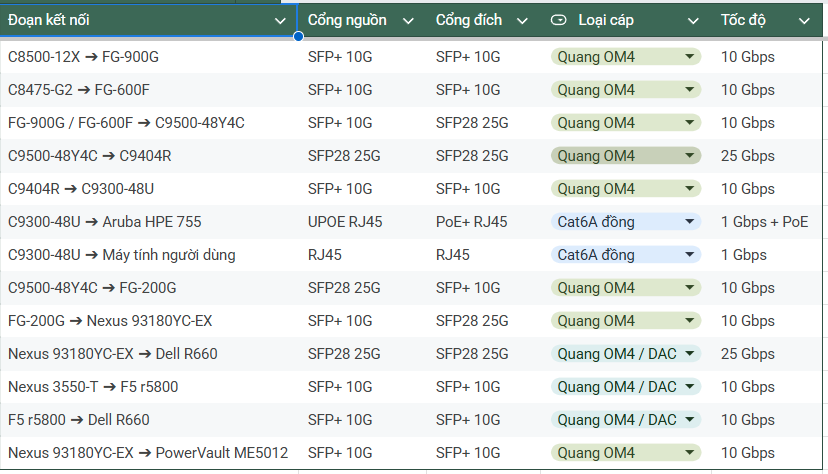 Đoạn kết nối Cổng nguồn Cổng đích Loại cáp Tốc độ
C8500-12X ➔ FG-900G SFP+ 10G SFP+ 10G Quang OM4 10 Gbps
C8475-G2 ➔ FG-600F SFP+ 10G SFP+ 10G Quang OM4 10 Gbps
FG-900G / FG-600F ➔ C9500-48Y4C SFP+ 10G SFP28 25G Quang OM4 10 Gbps
C9500-48Y4C ➔ C9404R SFP28 25G SFP28 25G Quang OM4 25 Gbps
C9404R ➔ C9300-48U SFP+ 10G SFP+ 10G Quang OM4 10 Gbps
C9300-48U ➔ Aruba HPE 755 UPOE RJ45 PoE+ RJ45 Cat6A đồng 1 Gbps + PoE
C9300-48U ➔ Máy tính người dùng RJ45 RJ45 Cat6A đồng 1 Gbps
C9500-48Y4C ➔ FG-200G SFP28 25G SFP+ 10G Quang OM4 10 Gbps
FG-200G ➔ Nexus 93180YC-EX SFP+ 10G SFP28 25G Quang OM4 10 Gbps
Nexus 93180YC-EX ➔ Dell R660 SFP28 25G SFP28 25G Quang OM4 / DAC 25 Gbps
Nexus 3550-T ➔ F5 r5800 SFP+ 10G SFP+ 10G Quang OM4 / DAC 10 Gbps
F5 r5800 ➔ Dell R660 SFP+ 10G SFP+ 10G Quang OM4 / DAC 10 Gbps
Nexus 93180YC-EX ➔ PowerVault ME5012 SFP+ 10G SFP+ 10G Quang OM4 10 Gbps